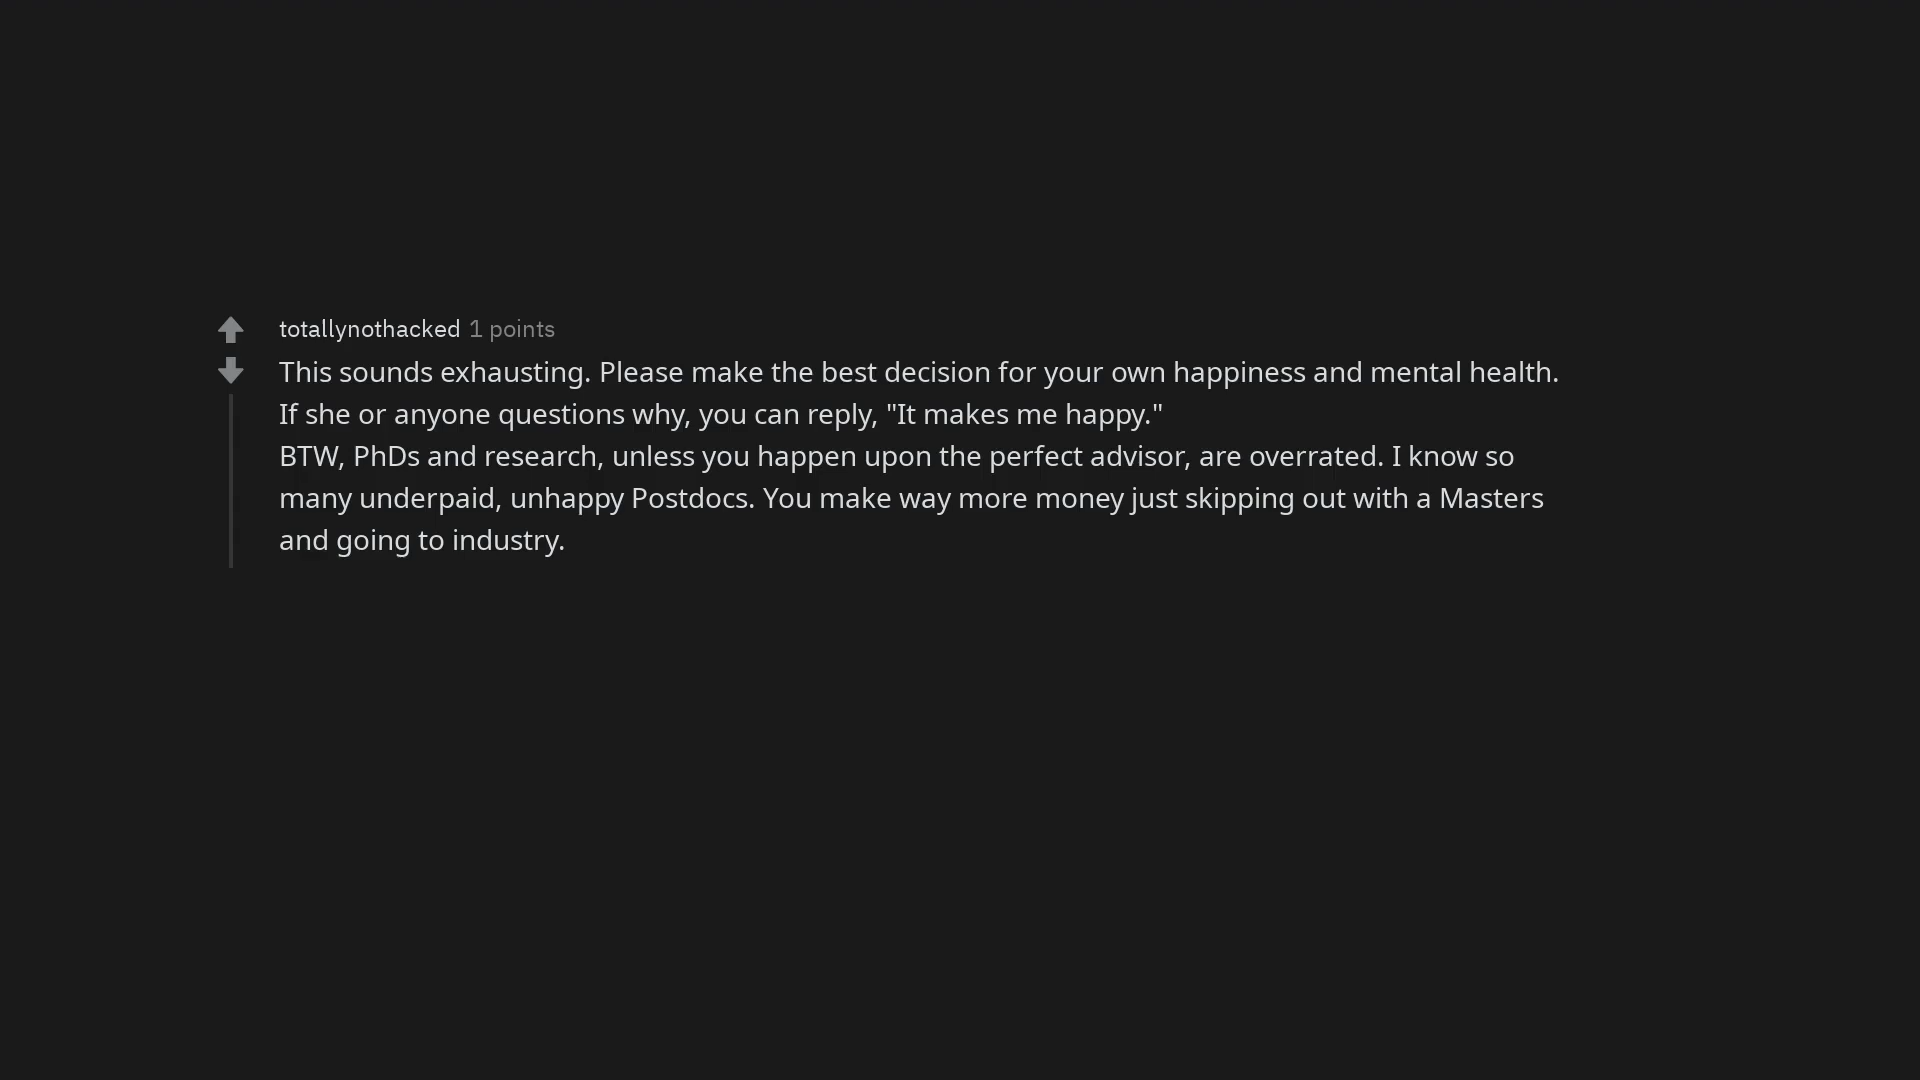 totallynothacked 1 points
This sounds exhausting. Please make the best decision for your own happiness and mental health.
If she or anyone questions why, you can reply, "It makes me happy."
BTW, PhDs and research, unless you happen upon the perfect advisor, are overrated. I know so
many underpaid, unhappy Postdocs. You make way more money just skipping out with a Masters
and going to industry.